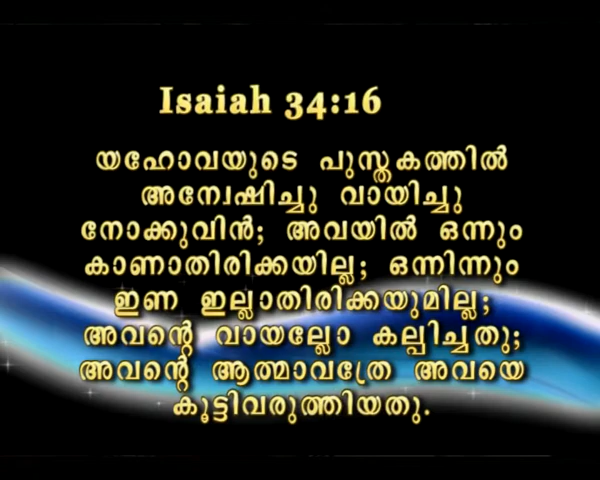 Isaiah 34:16
യഹോവയുടെ പുസ്തകത്തിൽ
അന്വേഷിച്ചു വായിച്ചു
നോക്കുവിൻ; അവയിൽ ഒന്നും
കാണാതിരിക്കയില്ല; ഒന്നിന്നും
ഇണ ഇല്ലാതിരിക്കയുമില്ല;
അവന്റെ വായല്ലോ കല്പിച്ചതു;
അവന്റെ ആത്മാവത്രേ അവയെ
കൂട്ടിവരുത്തിയതു.